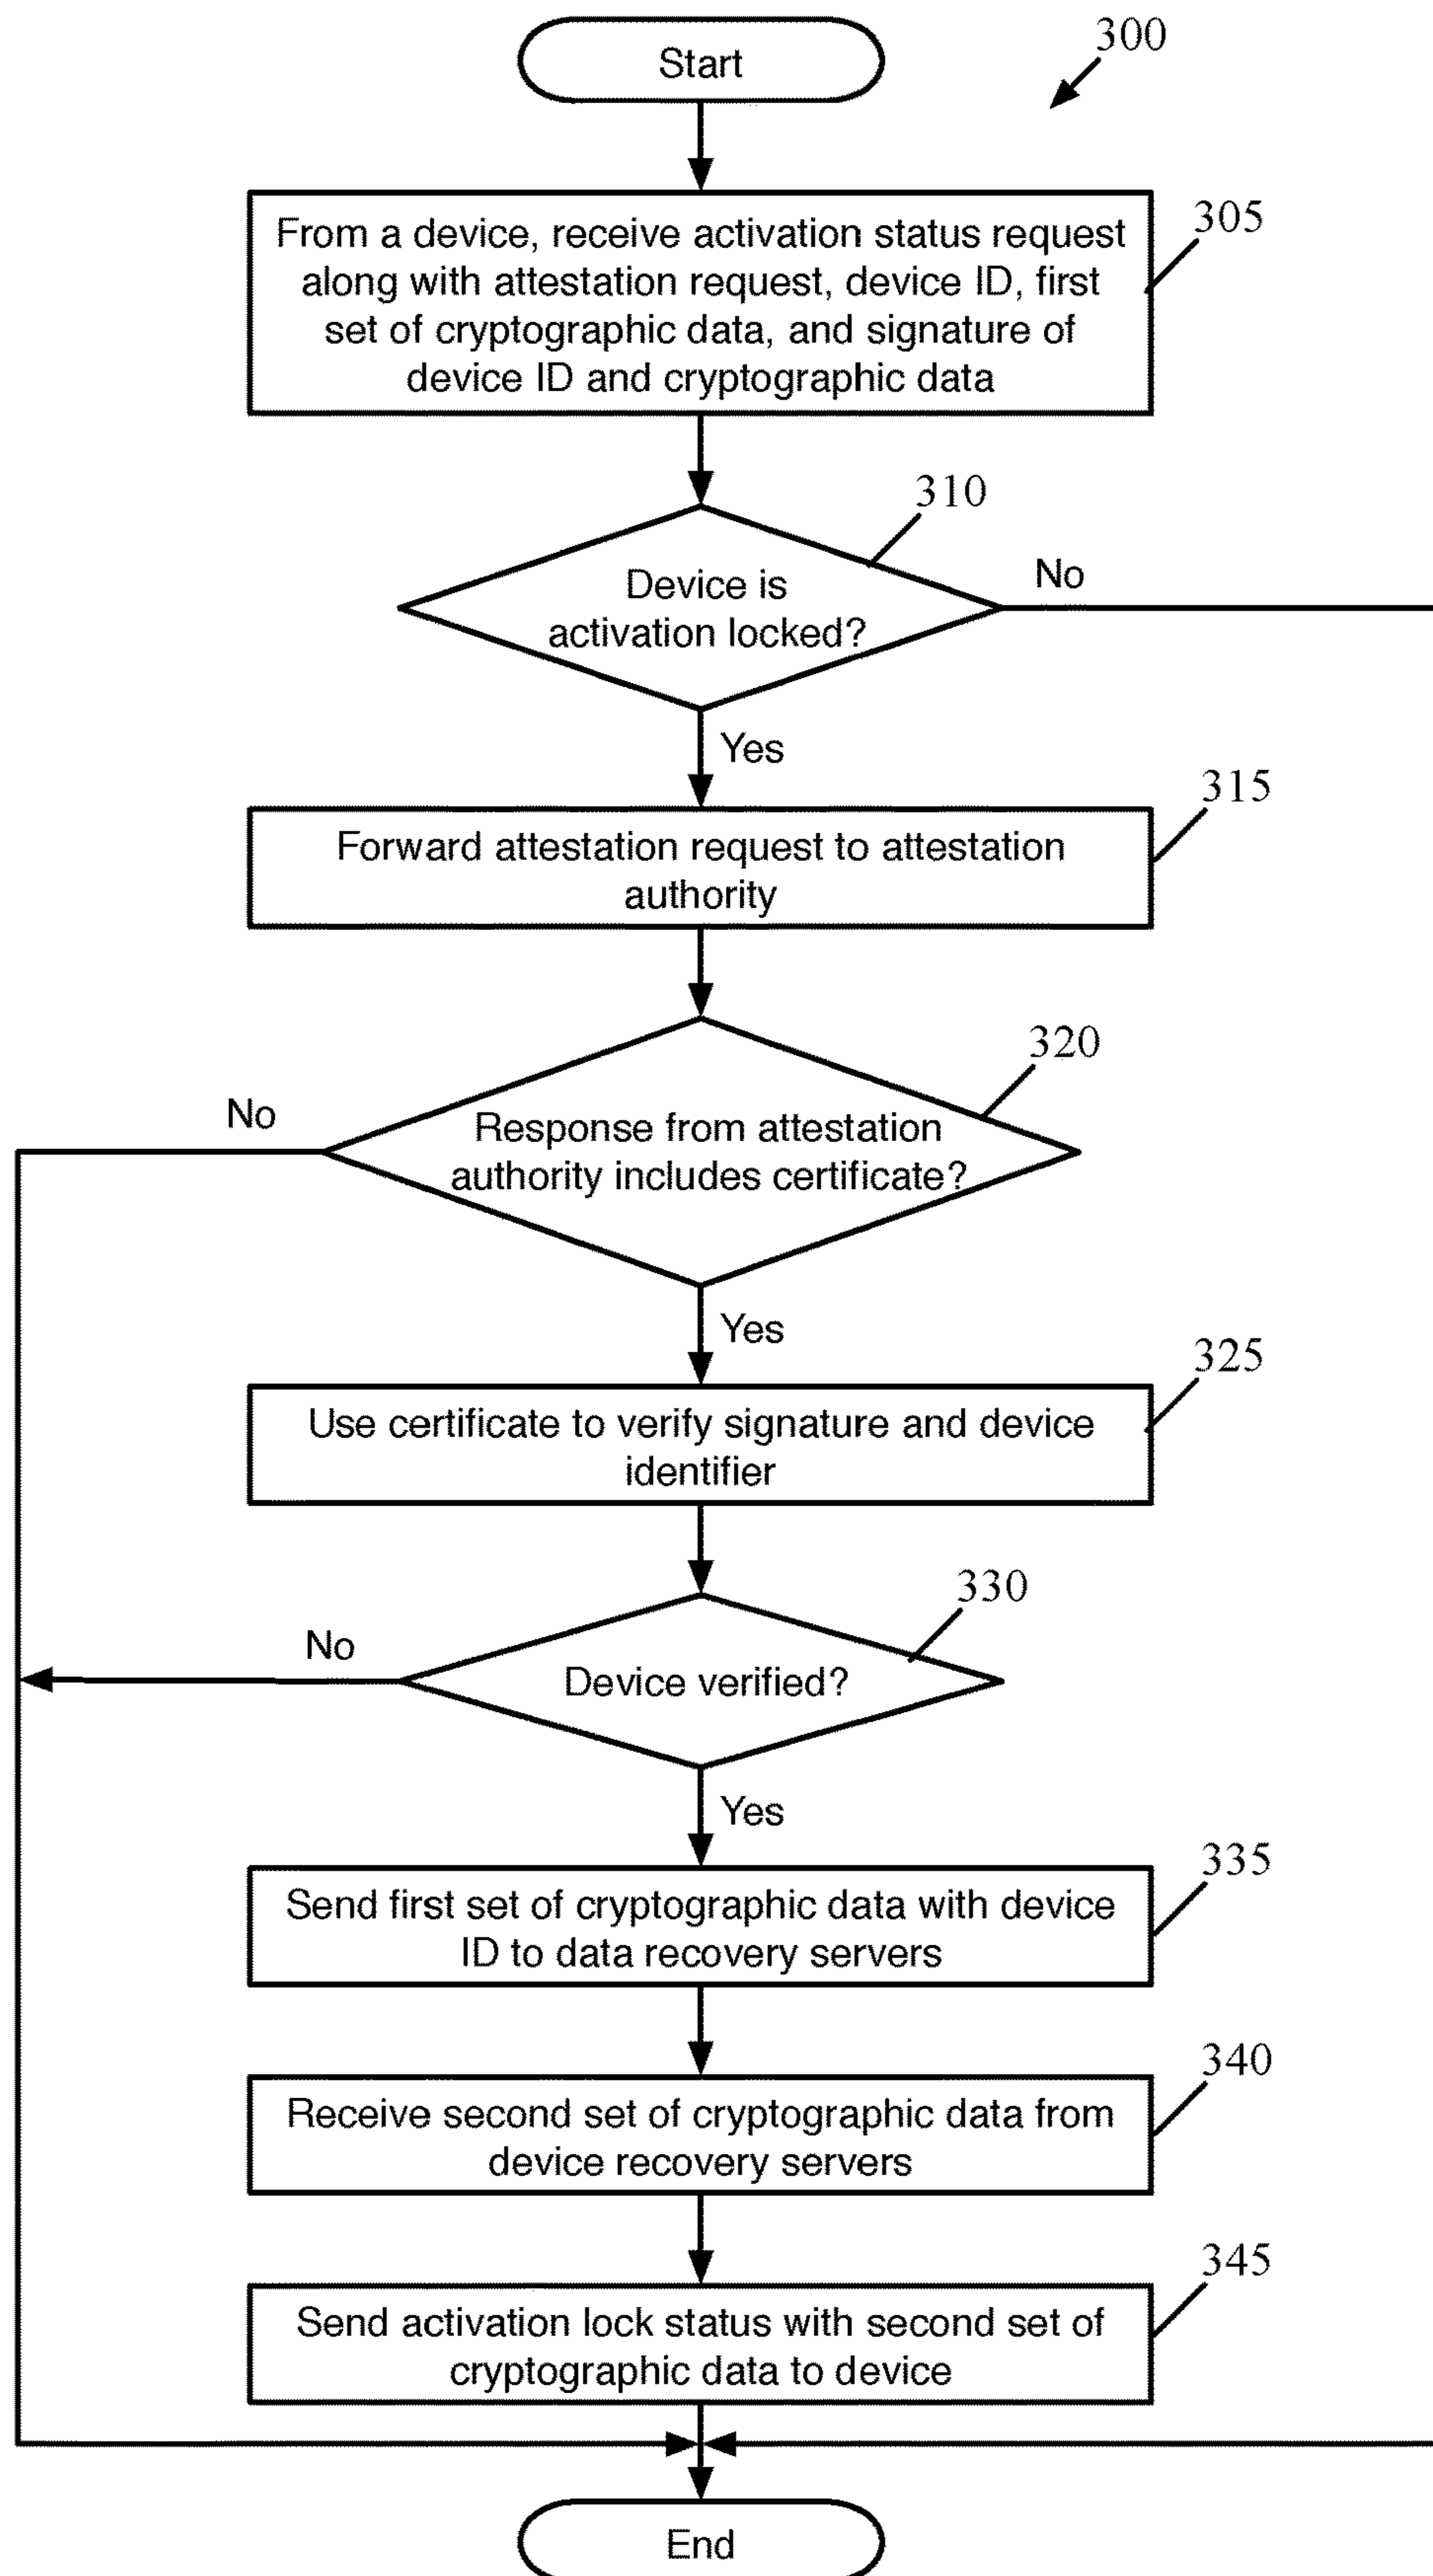 Start
300
From a device, receive activation status request
along with attestation request, device ID, first
set of cryptographic data, and signature of
device ID and cryptographic data
305
310
Device is
activation locked?
No
Yes
Forward attestation request to attestation
authority
315
320
Response from attestation
authority includes certificate?
No
Yes
Use certificate to verify signature and device
identifier
325
330
Device verified?
No
Yes
Send first set of cryptographic data with device
ID to data recovery servers
335
Receive second set of cryptographic data from
device recovery servers
340
Send activation lock status with second set of
cryptographic data to device
345
End